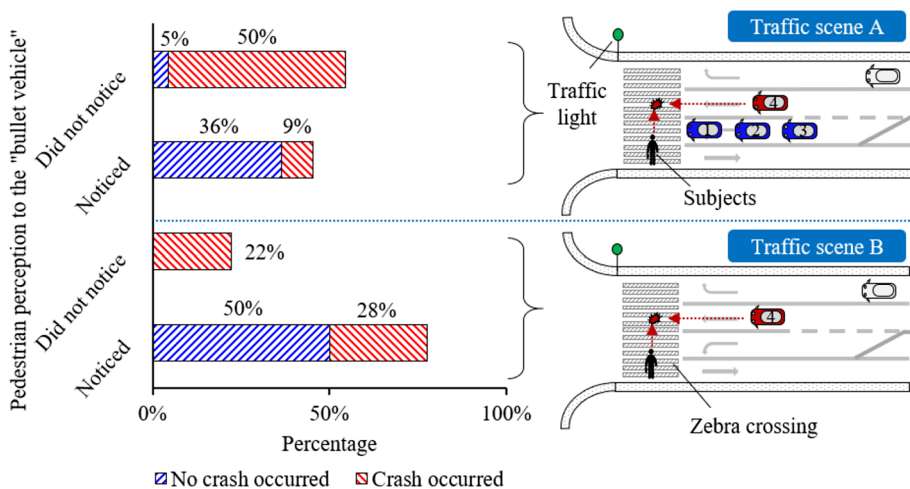 Pedestrian perception to the "bullet vehicle"
Did not notice
5%
50%
Noticed
36%
9%
Did not notice
22%
Noticed
50%
28%
0%
50%
100%
Percentage
No crash occurred
Crash occurred
Traffic scene A
Traffic
light
4
1
2
3
Subjects
Traffic scene B
4
Zebra crossing